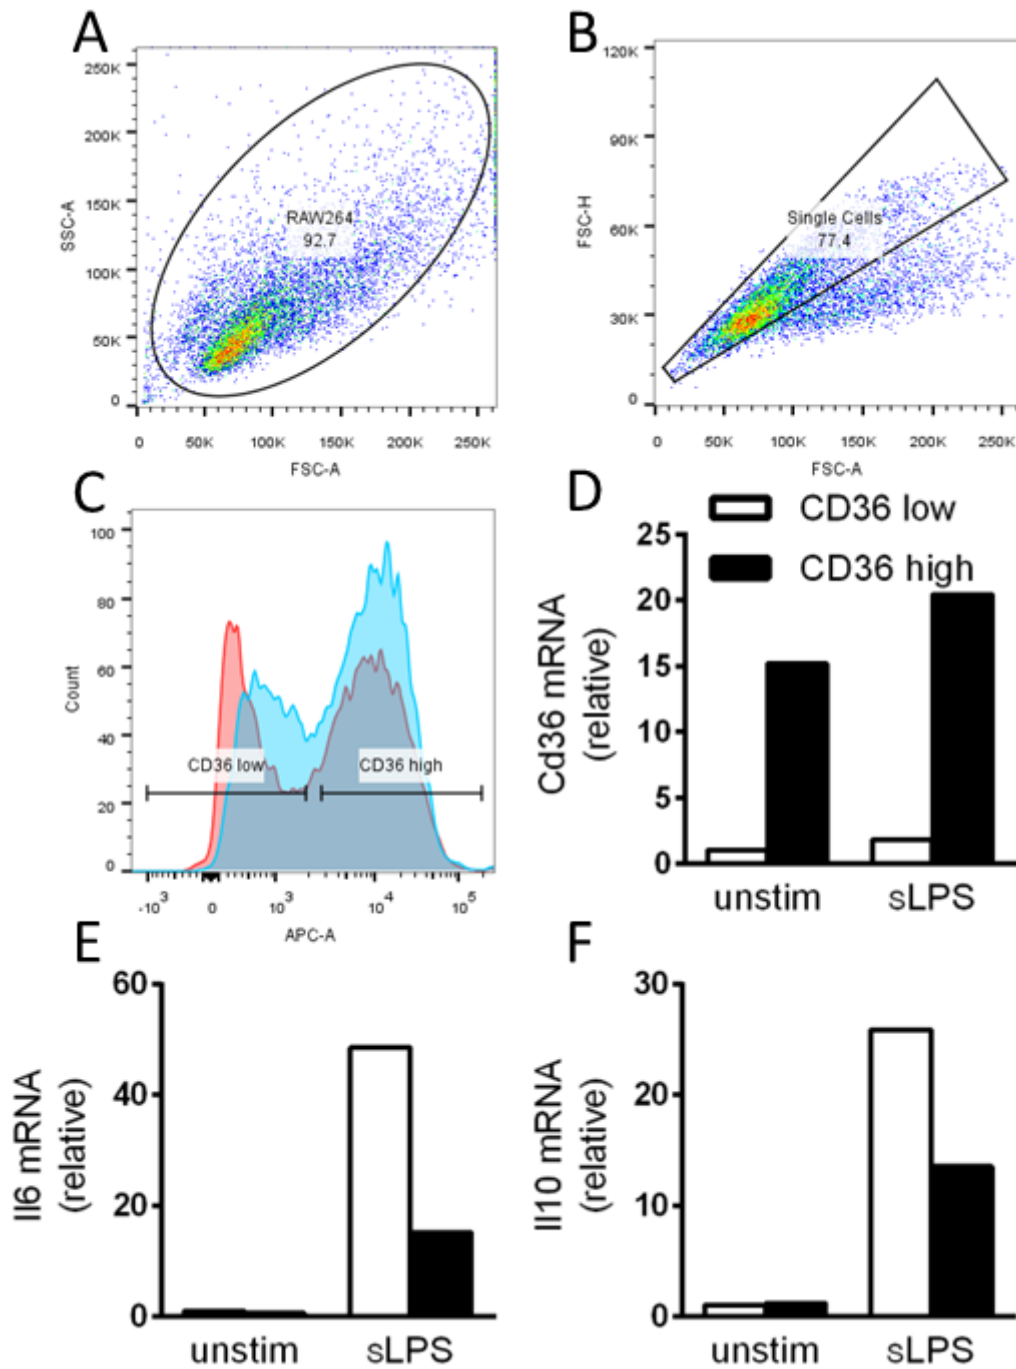 A
250K
200K
150K
100K
50K
0
SSC-A
RAW264
92.7
0 50K 100K 150K 200K 250K
FSC-A
B
120K
90K
60K
30K
0
FSC-H
Single Cells
77.4
0 50K 100K 150K 200K 250K
FSC-A
C
100
80
60
40
20
0
Count
CD36 low
CD36 high
-10³ 0 10³ 10⁴ 10⁵
APC-A
D
CD36 low
CD36 high
25
20
15
10
5
0
Cd36 mRNA
(relative)
unstim sLPS
E
60
40
20
0
Il6 mRNA
(relative)
unstim sLPS
F
30
20
10
0
Il10 mRNA
(relative)
unstim sLPS